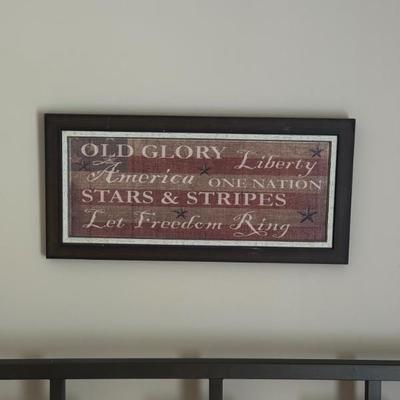 OLD GLORY Liberty
America ONE NATION
STARS & STRIPES
Let Freedom Ring